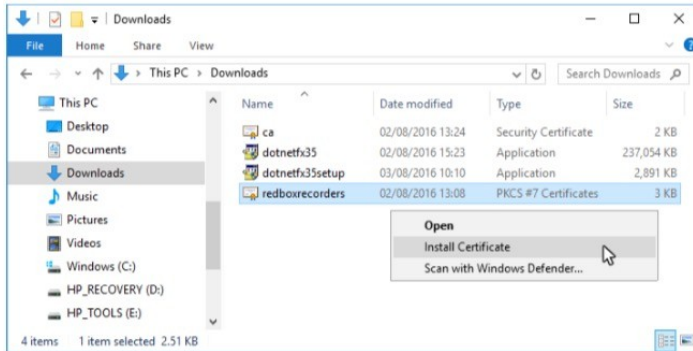 Downloads
File Home Share View
This PC > Downloads
Search Downloads
This PC
Desktop
Documents
Downloads
Music
Pictures
Videos
Windows (C:)
HP_RECOVERY (D:)
HP_TOOLS (E:)
Name Date modified Type Size
ca 02/08/2016 13:24 Security Certificate 2 KB
dotnetfx35 02/08/2016 15:23 Application 237,054 KB
dotnetfx35setup 03/08/2016 10:10 Application 2,891 KB
redboxrecorders 02/08/2016 13:08 PKCS #7 Certificates 3 KB
Open
Install Certificate
Scan with Windows Defender...
4 items 1 item selected 2.51 KB